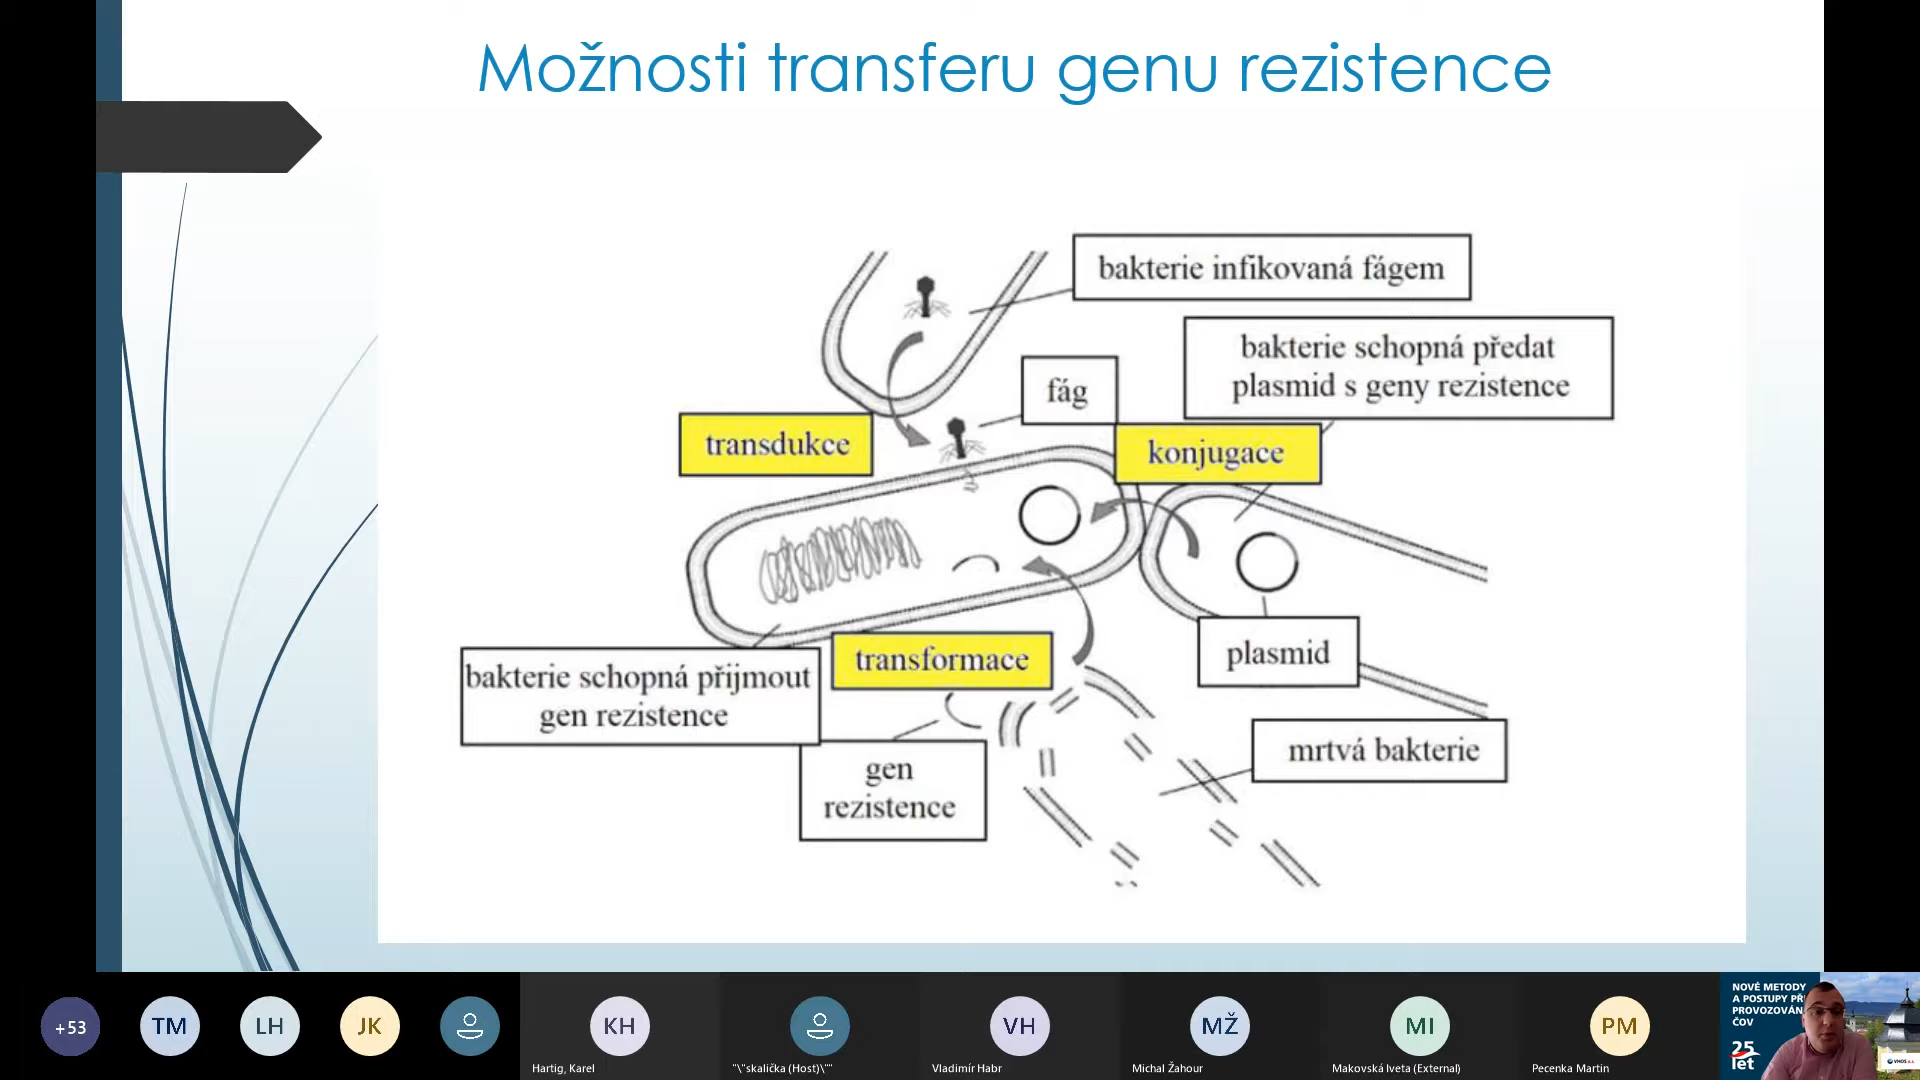 Možnosti transferu genu rezistence
bakterie infikovaná fágem
bakterie schopná předat
plasmid s geny rezistence
fág
transdukce
konjugace
plasmid
transformace
bakterie schopná přijmout
gen rezistence
gen
rezistence
mrtvá bakterie
+53
TM
LH
JK
KH
VH
MŽ
MI
PM
Hartig, Karel
"\"skalička (Host)\""
Vladimír Habr
Michal Žahour
Makovská Iveta (External)
Pecenka Martin
NOVÉ METODY
A POSTUPY PŘ
PROVOZOVÁN
ČOV
25
let
VHOS a.s.